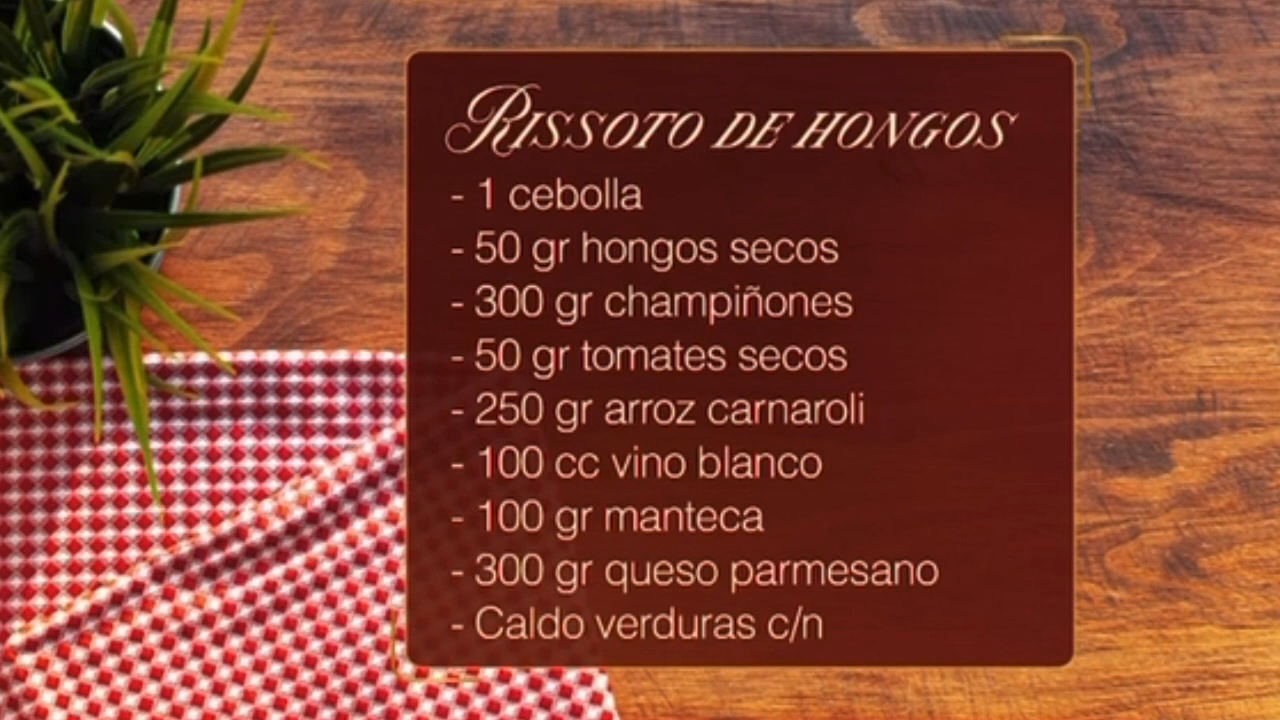 RISSOTO DE HONGOS
- 1 cebolla
- 50 gr hongos secos
- 300 gr champiñones
- 50 gr tomates secos
- 250 gr arroz carnaroli
- 100 cc vino blanco
- 100 gr manteca
- 300 gr queso parmesano
- Caldo verduras c/n